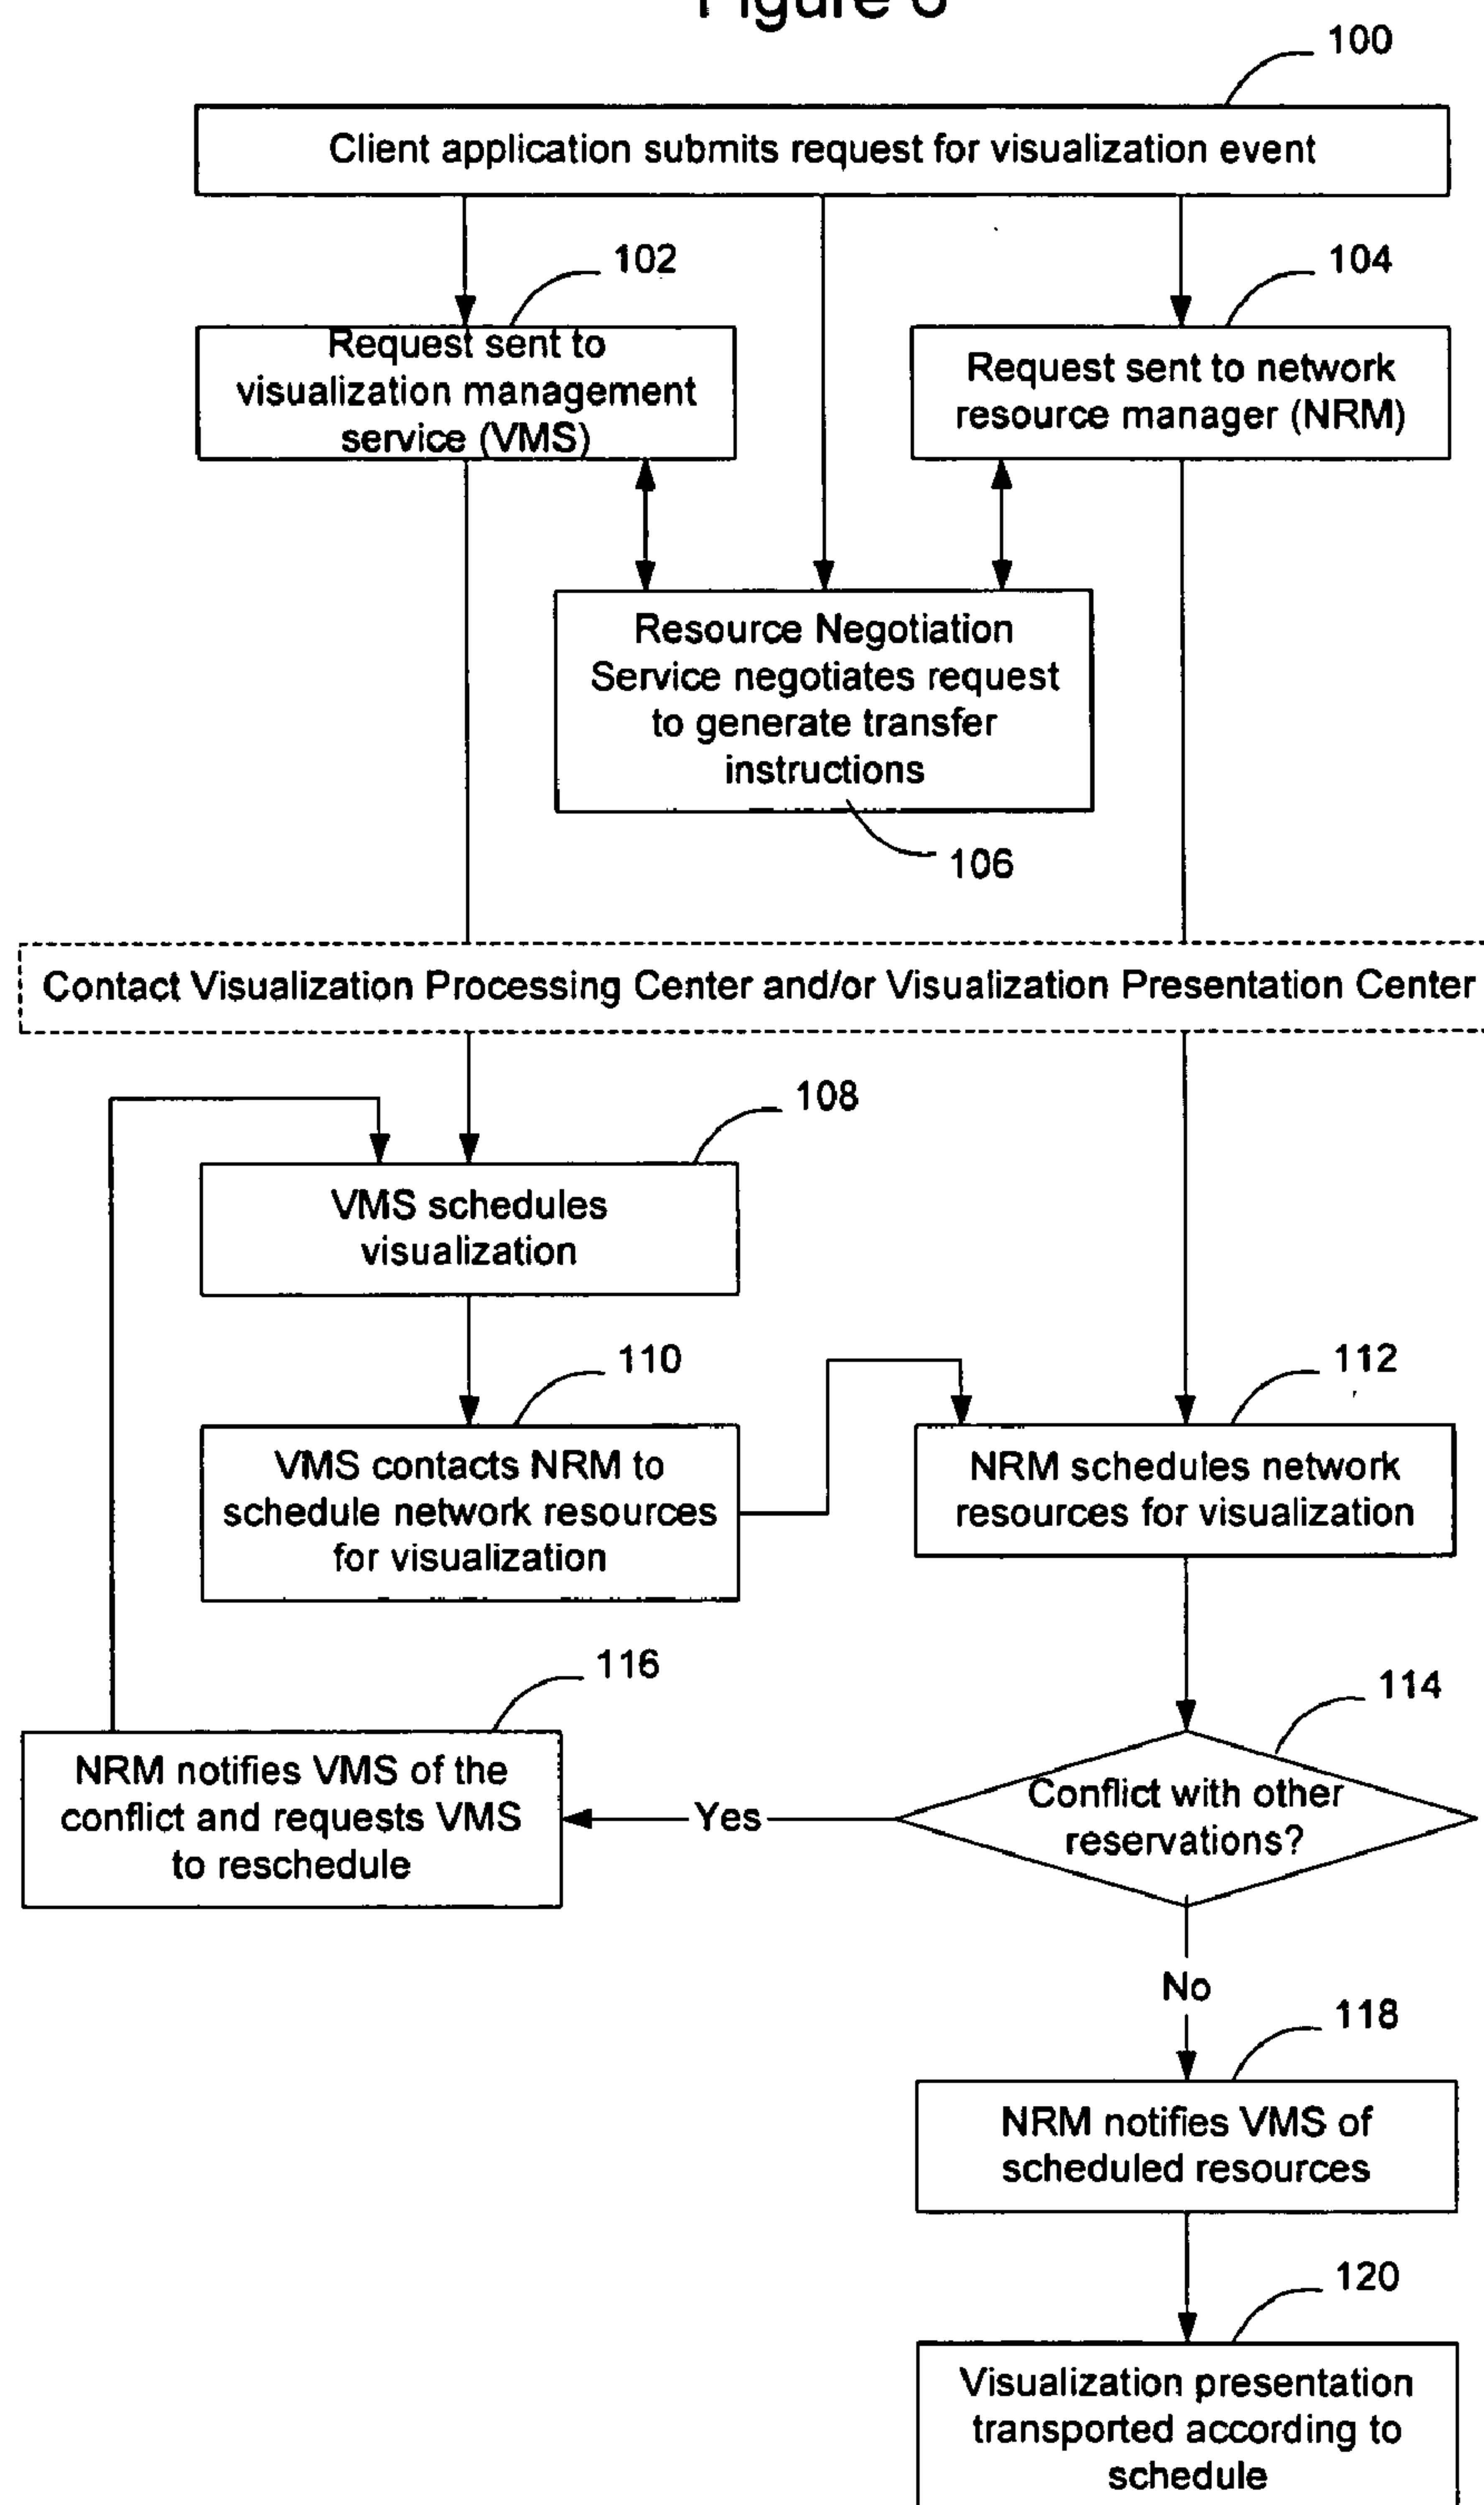 100
Client application submits request for visualization event
102
104
Request sent to
visualization management
service (VMS)
Request sent to network
resource manager (NRM)
Resource Negotiation
Service negotiates request
to generate transfer
instructions
106
Contact Visualization Processing Center and/or Visualization Presentation Center
108
VMS schedules
visualization
110
112
VMS contacts NRM to
schedule network resources
for visualization
NRM schedules network
resources for visualization
116
114
NRM notifies VMS of the
conflict and requests VMS
to reschedule
Yes
Conflict with other
reservations?
No
118
NRM notifies VMS of
scheduled resources
120
Visualization presentation
transported according to
schedule